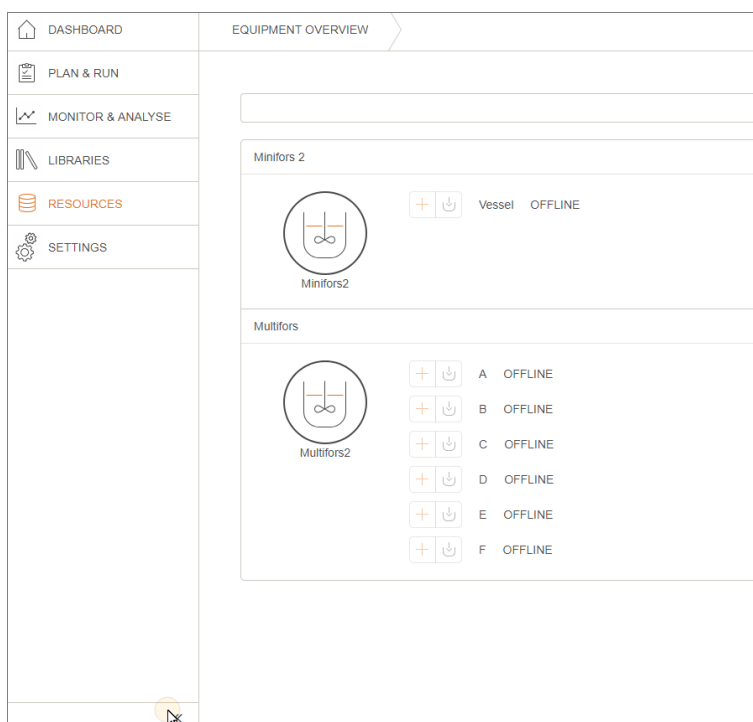 DASHBOARD
EQUIPMENT OVERVIEW
PLAN & RUN
MONITOR & ANALYSE
LIBRARIES
RESOURCES
SETTINGS
Minifors 2
Vessel OFFLINE
Minifors2
Multifors
A OFFLINE
B OFFLINE
C OFFLINE
Multifors2
D OFFLINE
E OFFLINE
F OFFLINE